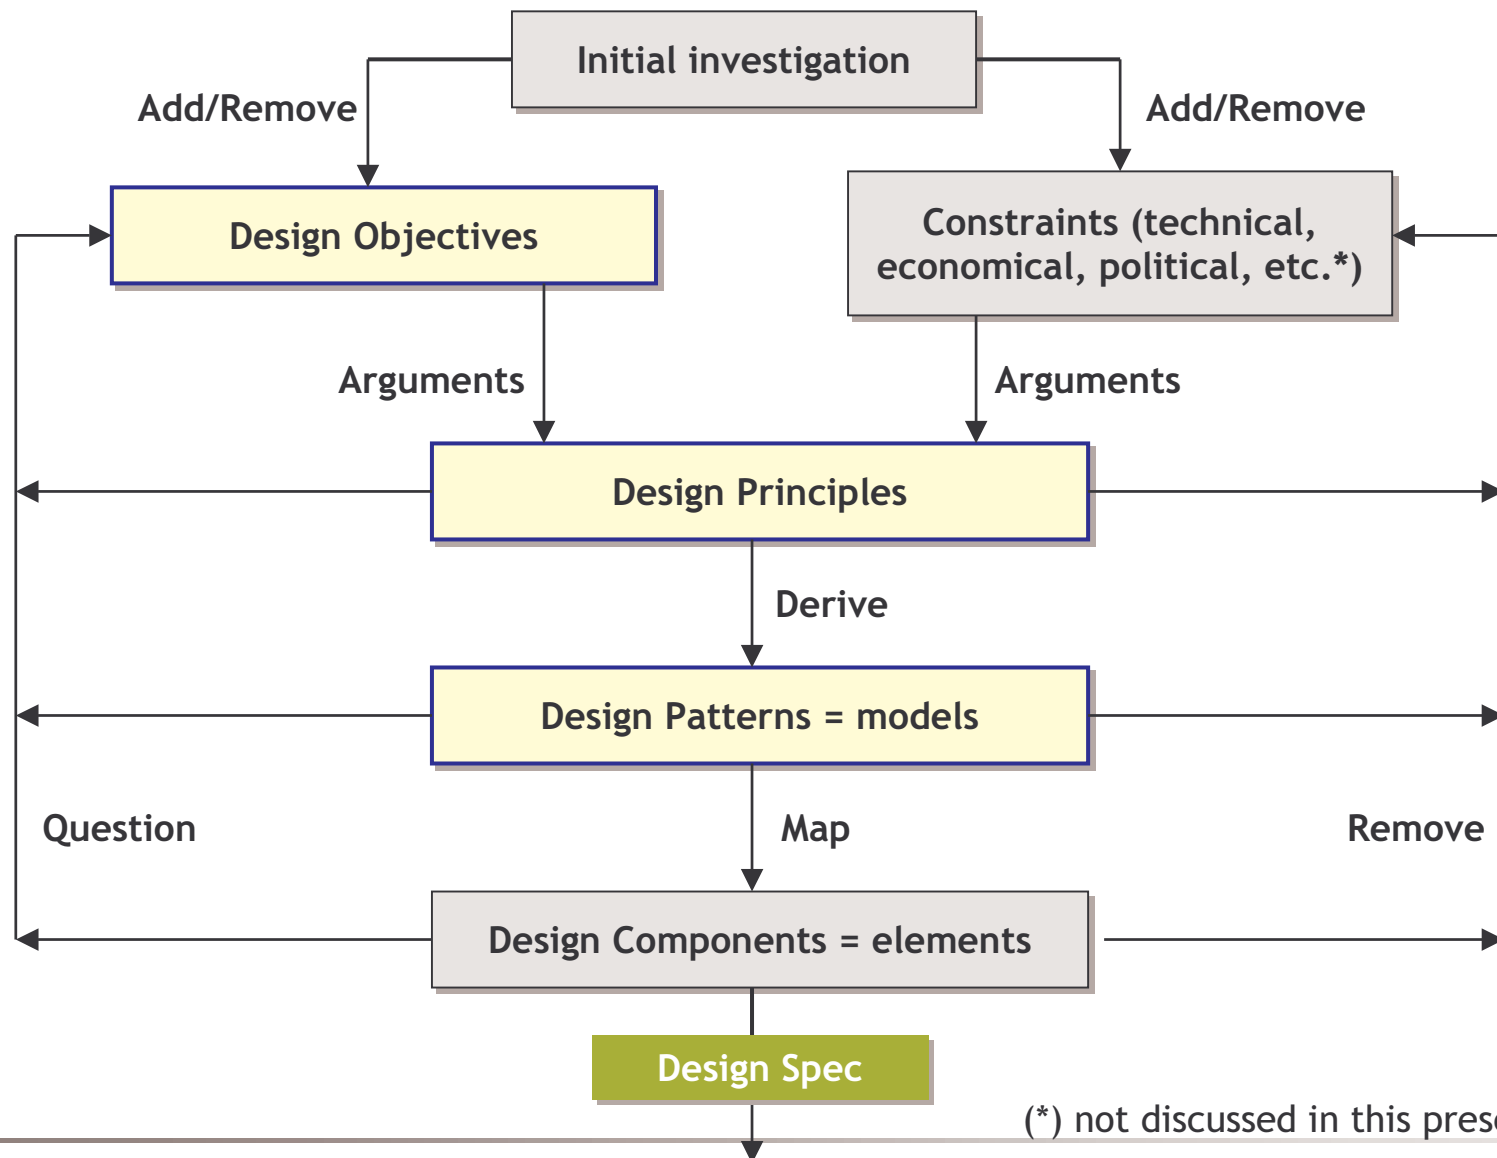 Initial investigation
Add/Remove
Add/Remove
Design Objectives
Constraints (technical,
economical, political, etc.*)
Arguments
Arguments
Design Principles
Derive
Design Patterns = models
Question
Map
Remove
Design Components = elements
Design Spec
(*) not discussed in this